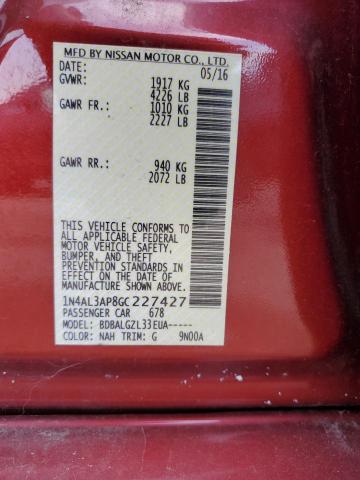 MFD BY NISSAN MOTOR CO., LTD.
DATE: 05/16
GVWR: 1917 KG
4226 LB
GAWR FR.: 1010 KG
2227 LB
GAWR RR.: 940 KG
2072 LB
THIS VEHICLE CONFORMS TO
ALL APPLICABLE FEDERAL
MOTOR VEHICLE SAFETY,
BUMPER, AND THEFT
PREVENTION STANDARDS IN
EFFECT ON THE DATE OF
MANUFACTURE SHOWN ABOVE.
1N4AL3AP8GC227427
PASSENGER CAR 678
MODEL: BDBALGZL33EUA-----
COLOR: NAH TRIM: G 9N00A